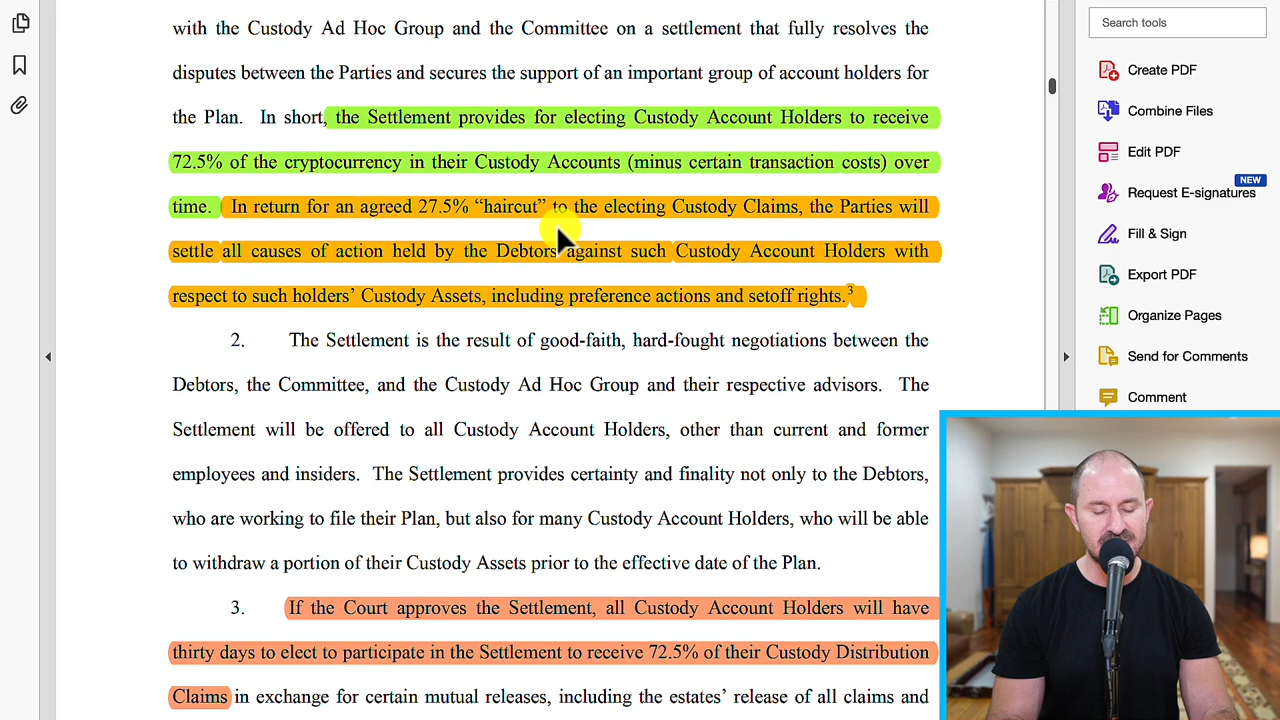 with the Custody Ad Hoc Group and the Committee on a settlement that fully resolves the
disputes between the Parties and secures the support of an important group of account holders for
the Plan. In short, the Settlement provides for electing Custody Account Holders to receive
72.5% of the cryptocurrency in their Custody Accounts (minus certain transaction costs) over
time. In return for an agreed 27.5% “haircut” to the electing Custody Claims, the Parties will
settle all causes of action held by the Debtors against such Custody Account Holders with
respect to such holders’ Custody Assets, including preference actions and setoff rights.3
2. The Settlement is the result of good-faith, hard-fought negotiations between the
Debtors, the Committee, and the Custody Ad Hoc Group and their respective advisors. The
Settlement will be offered to all Custody Account Holders, other than current and former
employees and insiders. The Settlement provides certainty and finality not only to the Debtors,
who are working to file their Plan, but also for many Custody Account Holders, who will be able
to withdraw a portion of their Custody Assets prior to the effective date of the Plan.
3. If the Court approves the Settlement, all Custody Account Holders will have
thirty days to elect to participate in the Settlement to receive 72.5% of their Custody Distribution
Claims in exchange for certain mutual releases, including the estates’ release of all claims and
Search tools
Create PDF
Combine Files
Edit PDF
NEW
Request E-signatures
Fill & Sign
Export PDF
Organize Pages
Send for Comments
Comment